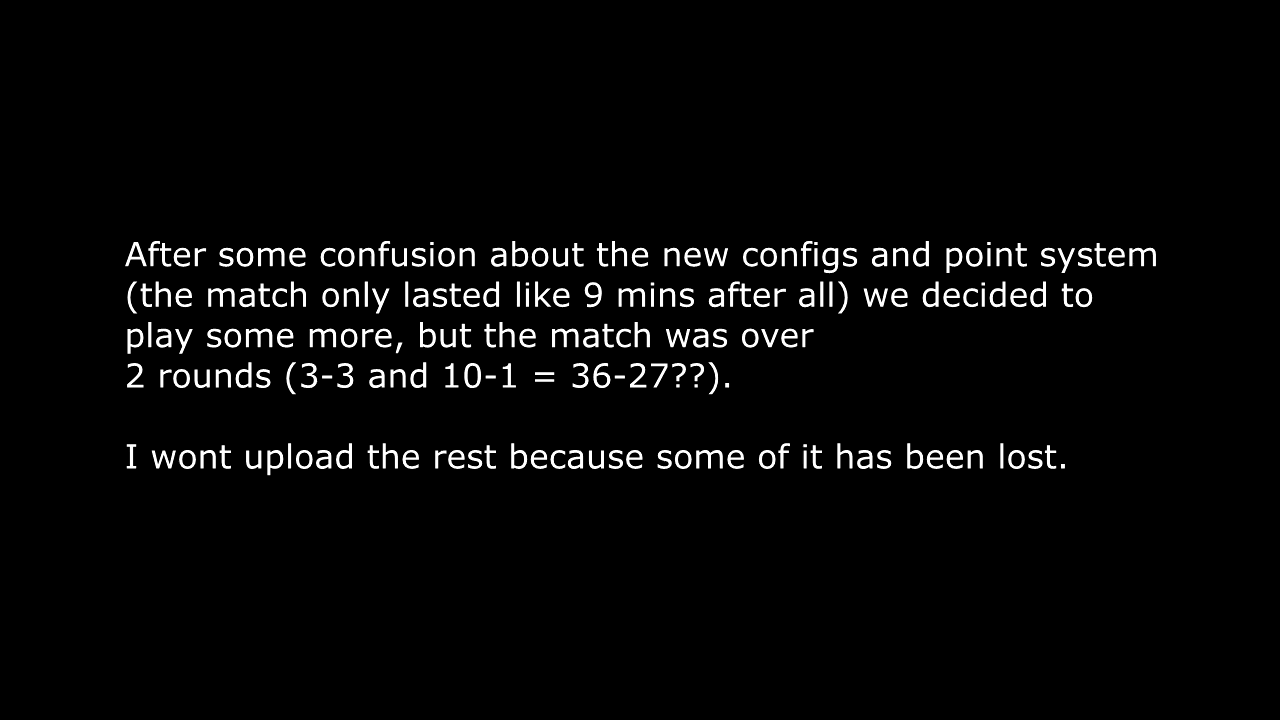 After some confusion about the new configs and point system
(the match only lasted like 9 mins after all) we decided to
play some more, but the match was over
2 rounds (3-3 and 10-1 = 36-27??).
I wont upload the rest because some of it has been lost.